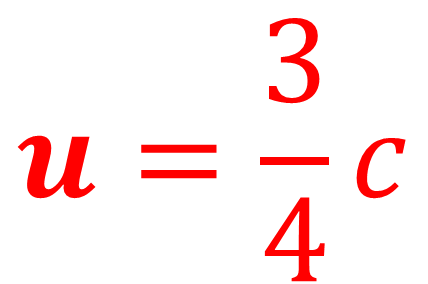 u = 3/4 c